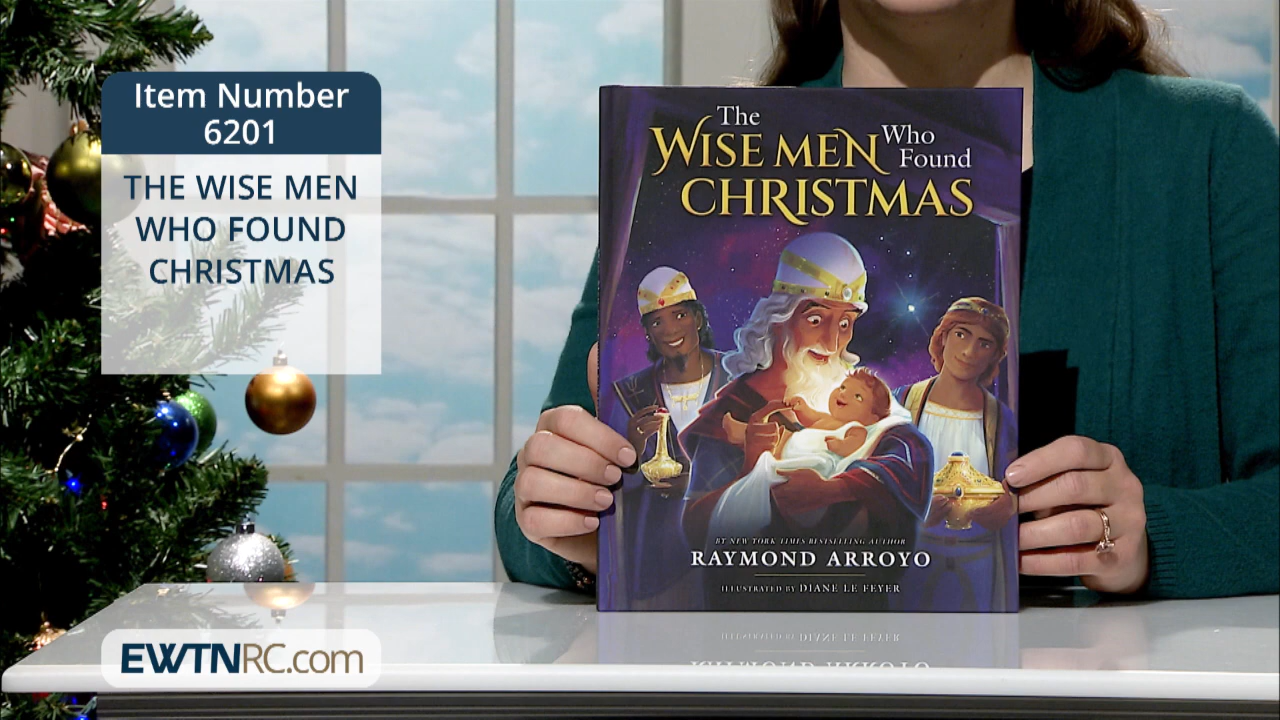 Item Number
6201
THE WISE MEN
WHO FOUND
CHRISTMAS
The
WISE MEN Who
Found
CHRISTMAS
BY NEW YORK TIMES BESTSELLING AUTHOR
RAYMOND ARROYO
ILLUSTRATED BY DIANE LE FEYER
EWTNRC.com